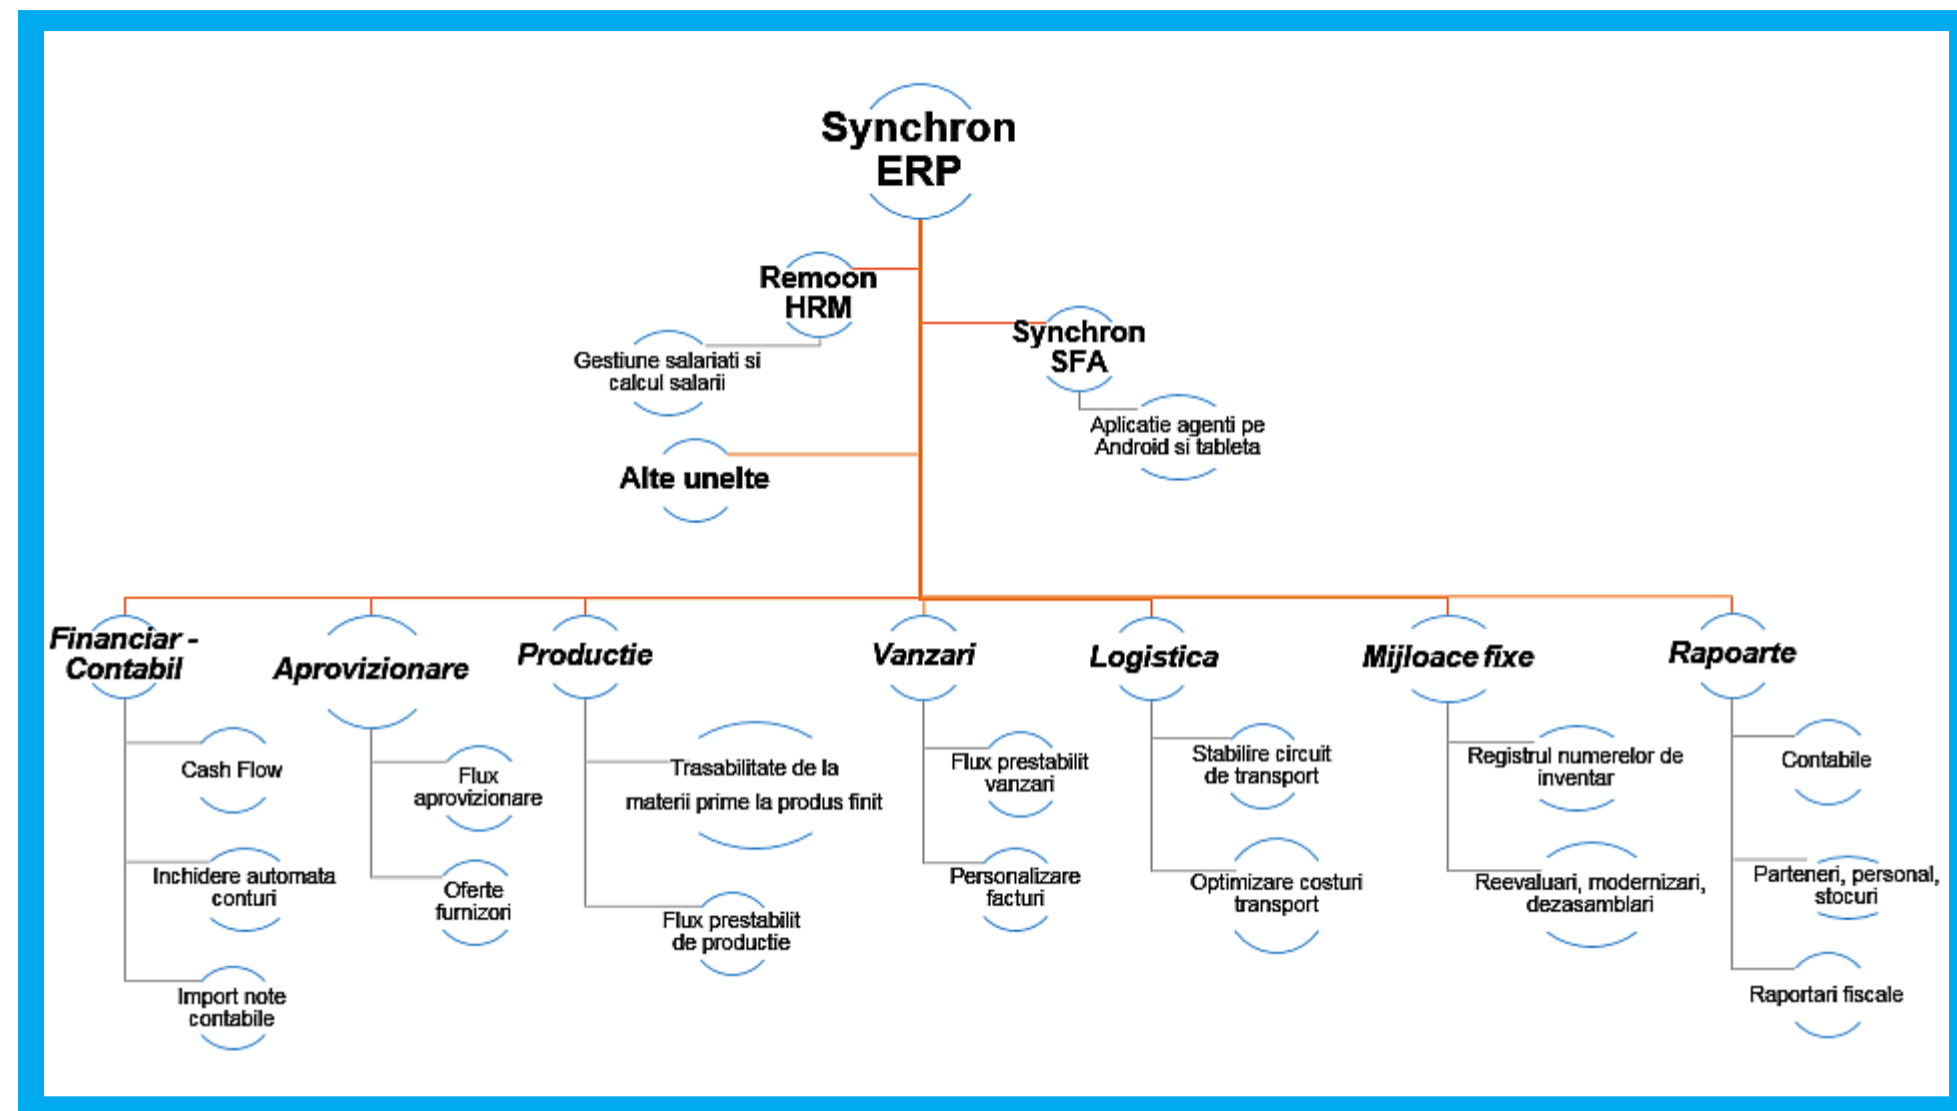 Synchron
ERP
Remoon
HRM
Gestiune salariati si
calcul salarii
Synchron
SFA
Aplicatie agenti pe
Android si tableta
Alte unelte
Financiar -
Contabil
Cash Flow
Inchidere automata
conturi
Import note
contabile
Aprovizionare
Flux
aprovizionare
Oferte
furnizori
Productie
Trasabilitate de la
materii prime la produs finit
Flux prestabilit
de productie
Vanzari
Flux prestabilit
vanzari
Personalizare
facturi
Logistica
Stabilire circuit
de transport
Optimizare costuri
transport
Mijloace fixe
Registrul numerelor de
inventar
Reevaluari, modernizari,
dezasamblari
Rapoarte
Contabile
Parteneri, personal,
stocuri
Raportari fiscale